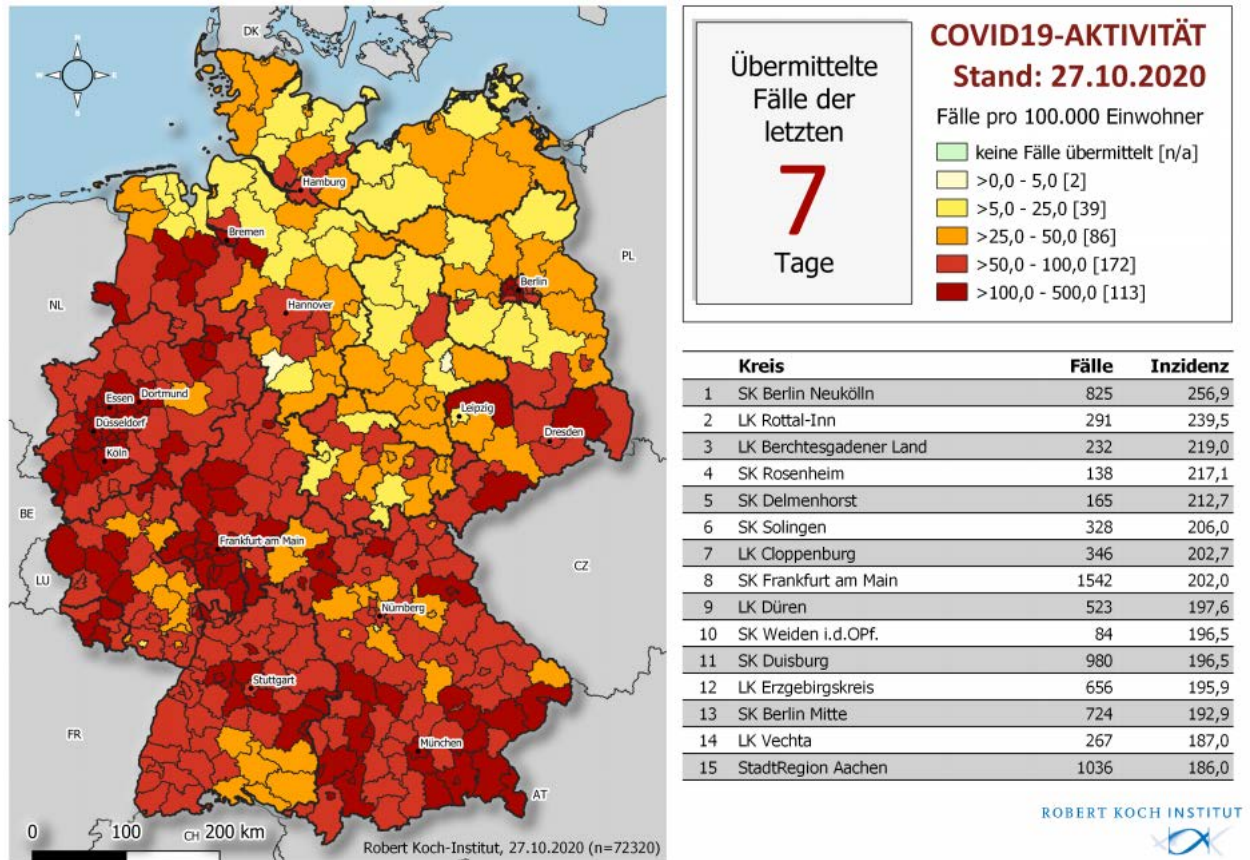 DK
Hamburg
Bremen
PL
Berlin
NL
Hannover
Essen
Dortmund
Düsseldorf
Leipzig
Köln
Dresden
BE
Frankfurt am Main
CZ
LU
Nürnberg
Stuttgart
FR
München
AT
CH
0 100 200 km
Robert Koch-Institut, 27.10.2020 (n=72320)
Übermittelte
Fälle der
letzten
7
Tage
COVID19-AKTIVITÄT
Stand: 27.10.2020
Fälle pro 100.000 Einwohner
keine Fälle übermittelt [n/a]
>0,0 - 5,0 [2]
>5,0 - 25,0 [39]
>25,0 - 50,0 [86]
>50,0 - 100,0 [172]
>100,0 - 500,0 [113]
Kreis Fälle Inzidenz
1 SK Berlin Neukölln 825 256,9
2 LK Rottal-Inn 291 239,5
3 LK Berchtesgadener Land 232 219,0
4 SK Rosenheim 138 217,1
5 SK Delmenhorst 165 212,7
6 SK Solingen 328 206,0
7 LK Cloppenburg 346 202,7
8 SK Frankfurt am Main 1542 202,0
9 LK Düren 523 197,6
10 SK Weiden i.d.OPf. 84 196,5
11 SK Duisburg 980 196,5
12 LK Erzgebirgskreis 656 195,9
13 SK Berlin Mitte 724 192,9
14 LK Vechta 267 187,0
15 StadtRegion Aachen 1036 186,0
ROBERT KOCH INSTITUT